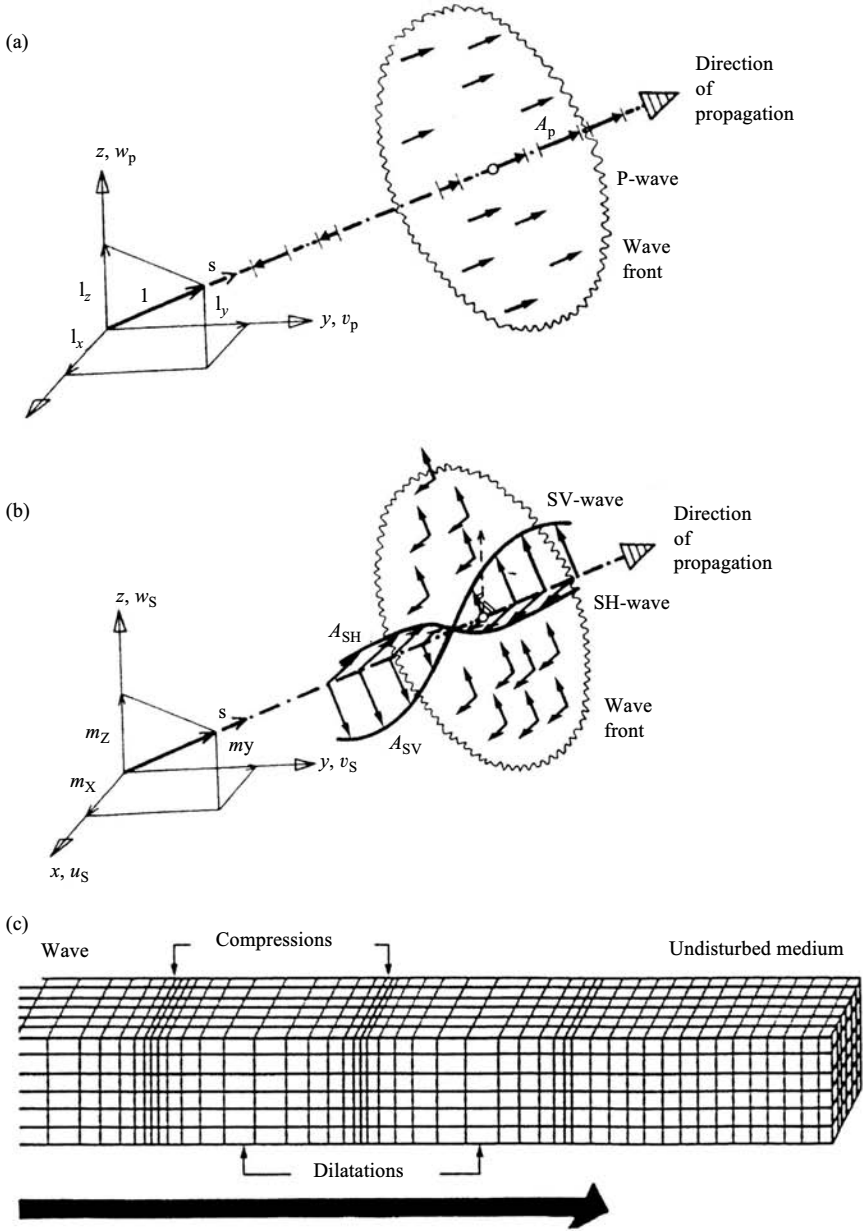 (a)
Direction
of
propagation
A_p
z, w_p
P-wave
Wave
front
s
l_z
l
l_y
y, v_p
l_x
(b)
SV-wave
Direction
of
propagation
z, w_S
SH-wave
A_SH
s
Wave
front
m_Z
my
A_SV
y, v_S
m_X
x, u_S
(c)
Wave
Compressions
Undisturbed medium
Dilatations